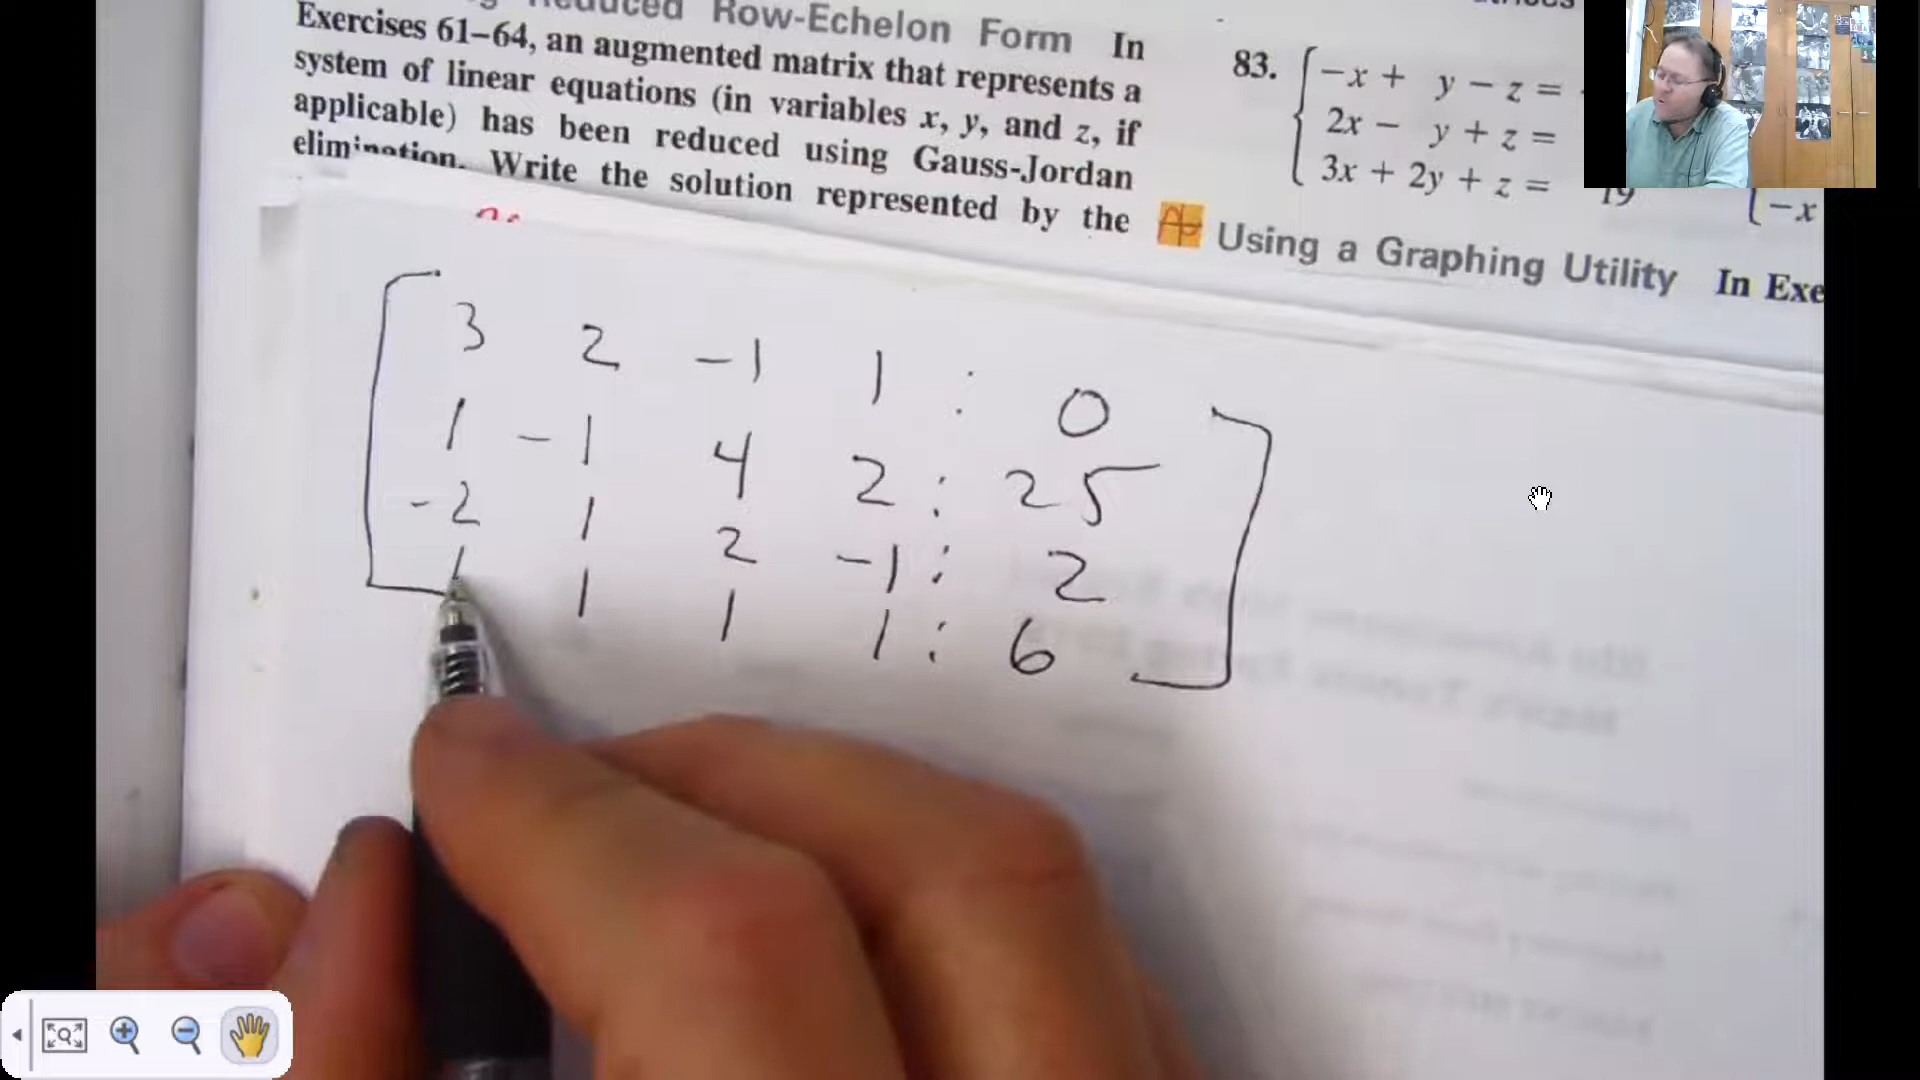 Reduced Row-Echelon Form In
Exercises 61–64, an augmented matrix that represents a
system of linear equations (in variables x, y, and z, if
applicable) has been reduced using Gauss-Jordan
elimination. Write the solution represented by the
83. -x + y - z =
2x - y + z =
3x + 2y + z = 19
-x
Using a Graphing Utility In Exe
3 2 -1 1 : 0
1 -1 4 2 : 25
-2 1 2 -1 : 2
1 1 1 1 : 6